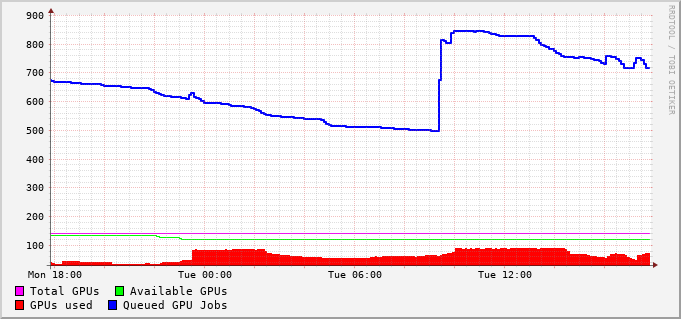 900
800
700
600
500
400
300
200
100
Mon 18:00 Tue 00:00 Tue 06:00 Tue 12:00
Total GPUs Available GPUs
GPUs used Queued GPU Jobs
RRDTOOL / TOBI OETIKER